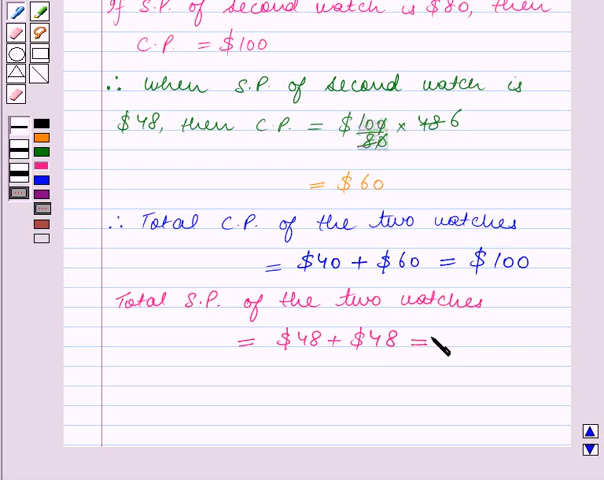 If S.P. of second watch is $80, then
C.P. = $100
∴ when S.P. of second watch is
$48, then C.P. = $100/80 × 48 6
= $60
∴ Total C.P. of the two watches
= $40 + $60 = $100
Total S.P. of the two watches
= $48 + $48 =